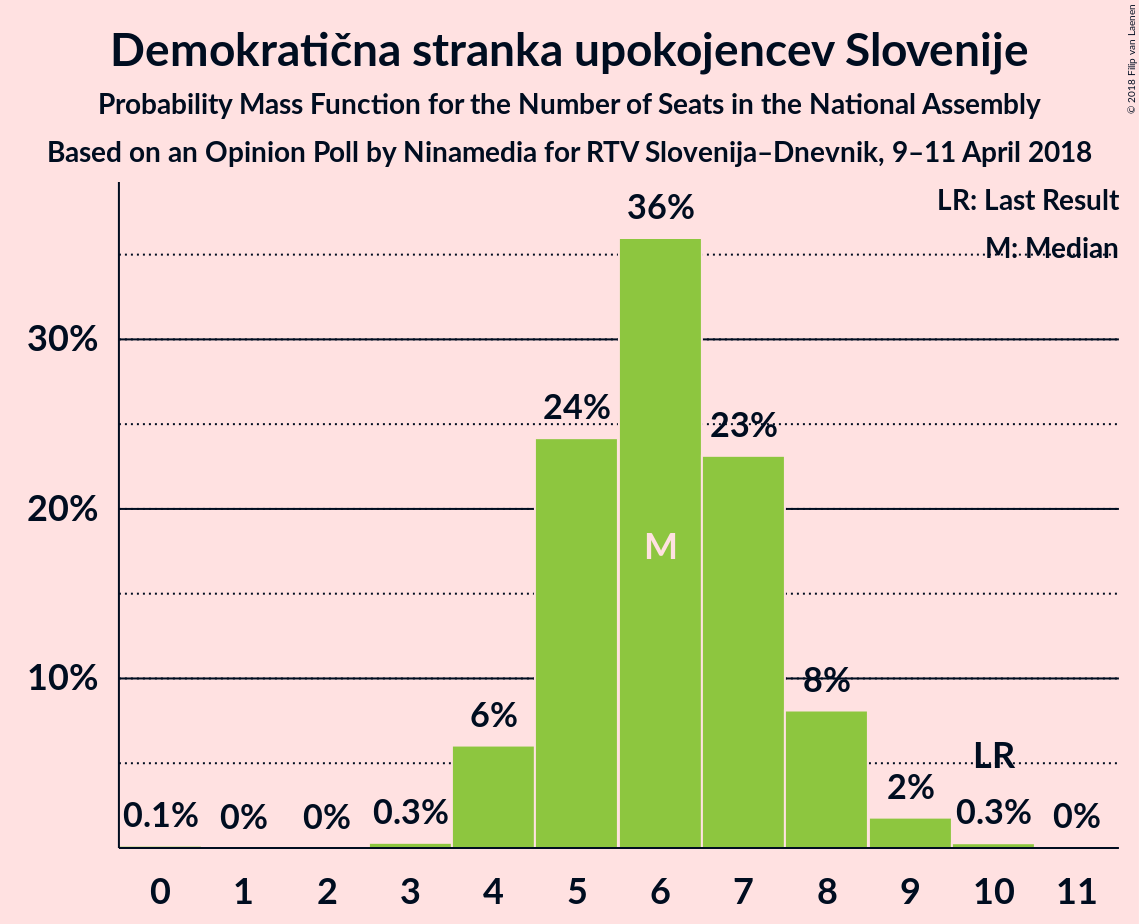 Demokratična stranka upokojencev Slovenije
Probability Mass Function for the Number of Seats in the National Assembly
Based on an Opinion Poll by Ninamedia for RTV Slovenija–Dnevnik, 9–11 April 2018
© 2018 Filip van Laenen
LR: Last Result
M: Median
36%
30%
24%
23%
20%
M
10%
8%
6%
LR
2%
0.1% 0% 0% 0.3% 0.3% 0%
0 1 2 3 4 5 6 7 8 9 10 11